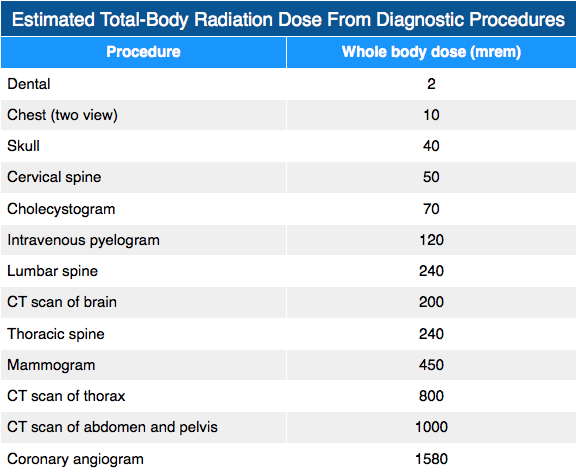 Estimated Total-Body Radiation Dose From Diagnostic Procedures
Procedure Whole body dose (mrem)
Dental 2
Chest (two view) 10
Skull 40
Cervical spine 50
Cholecystogram 70
Intravenous pyelogram 120
Lumbar spine 240
CT scan of brain 200
Thoracic spine 240
Mammogram 450
CT scan of thorax 800
CT scan of abdomen and pelvis 1000
Coronary angiogram 1580